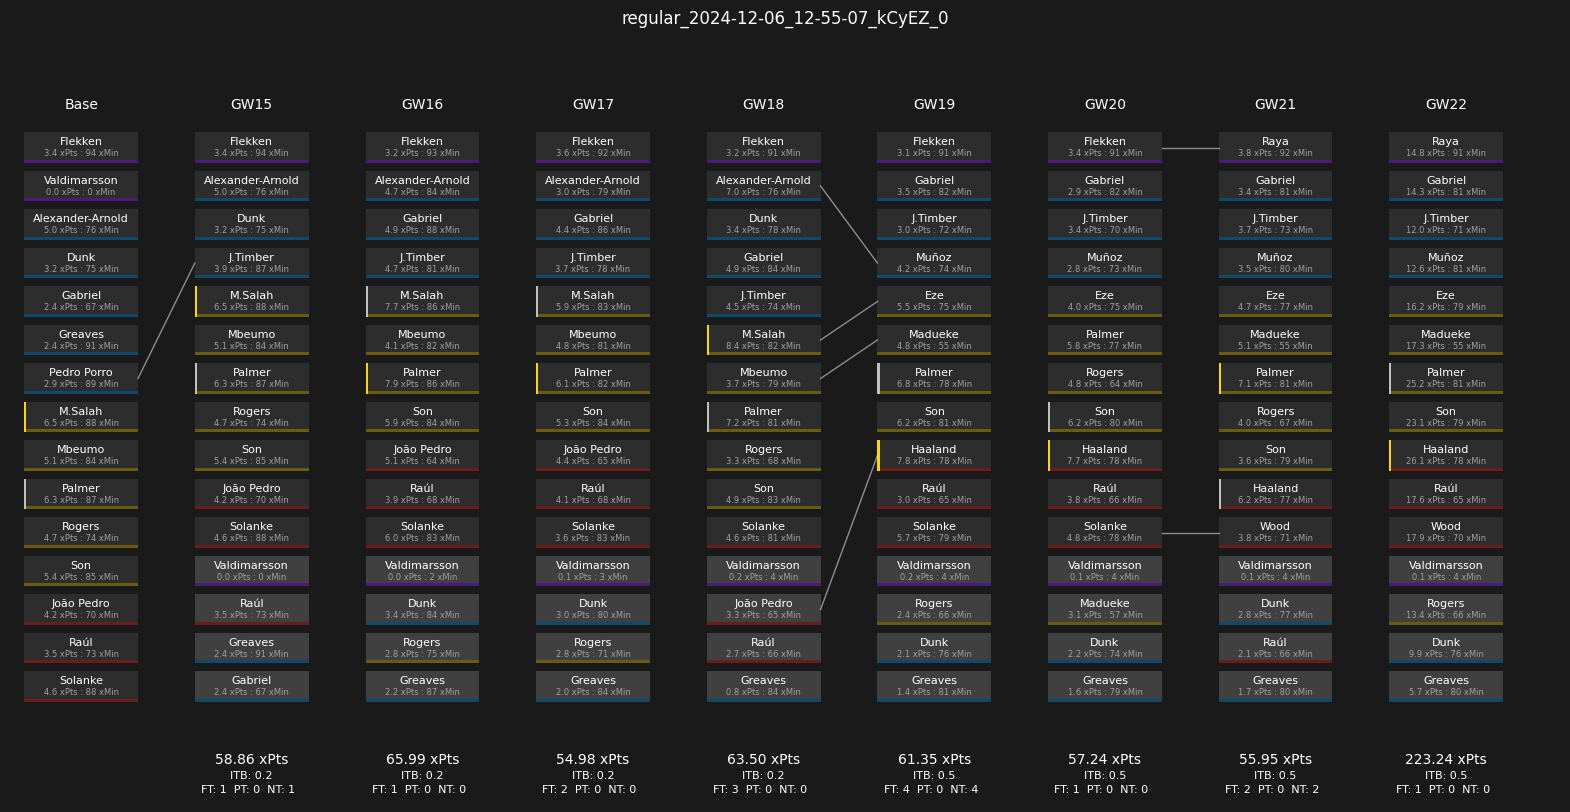 regular_2024-12-06_12-55-07_kCyEZ_0
Base
Flekken
3.4 xPts : 94 xMin
Valdimarsson
0.0 xPts : 0 xMin
Alexander-Arnold
5.0 xPts : 76 xMin
Dunk
3.2 xPts : 75 xMin
Gabriel
2.4 xPts : 67 xMin
Greaves
2.4 xPts : 91 xMin
Pedro Porro
2.9 xPts : 89 xMin
M.Salah
6.5 xPts : 88 xMin
Mbeumo
5.1 xPts : 84 xMin
Palmer
6.3 xPts : 87 xMin
Rogers
4.7 xPts : 74 xMin
Son
5.4 xPts : 85 xMin
João Pedro
4.2 xPts : 70 xMin
Raúl
3.5 xPts : 73 xMin
Solanke
4.6 xPts : 88 xMin
GW15
Flekken
3.4 xPts : 94 xMin
Alexander-Arnold
5.0 xPts : 76 xMin
Dunk
3.2 xPts : 75 xMin
J.Timber
3.9 xPts : 87 xMin
M.Salah
6.5 xPts : 88 xMin
Mbeumo
5.1 xPts : 84 xMin
Palmer
6.3 xPts : 87 xMin
Rogers
4.7 xPts : 74 xMin
Son
5.4 xPts : 85 xMin
João Pedro
4.2 xPts : 70 xMin
Solanke
4.6 xPts : 88 xMin
Valdimarsson
0.0 xPts : 0 xMin
Raúl
3.5 xPts : 73 xMin
Greaves
2.4 xPts : 91 xMin
Gabriel
2.4 xPts : 67 xMin
58.86 xPts
ITB: 0.2
FT: 1 PT: 0 NT: 1
GW16
Flekken
3.2 xPts : 93 xMin
Alexander-Arnold
4.7 xPts : 84 xMin
Gabriel
4.9 xPts : 88 xMin
J.Timber
4.7 xPts : 81 xMin
M.Salah
7.7 xPts : 86 xMin
Mbeumo
4.1 xPts : 82 xMin
Palmer
7.9 xPts : 86 xMin
Son
5.9 xPts : 84 xMin
João Pedro
5.1 xPts : 64 xMin
Raúl
3.9 xPts : 68 xMin
Solanke
6.0 xPts : 83 xMin
Valdimarsson
0.0 xPts : 2 xMin
Dunk
3.4 xPts : 84 xMin
Rogers
2.8 xPts : 75 xMin
Greaves
2.2 xPts : 87 xMin
65.99 xPts
ITB: 0.2
FT: 1 PT: 0 NT: 0
GW17
Flekken
3.6 xPts : 92 xMin
Alexander-Arnold
3.0 xPts : 79 xMin
Gabriel
4.4 xPts : 86 xMin
J.Timber
3.7 xPts : 78 xMin
M.Salah
5.9 xPts : 83 xMin
Mbeumo
4.8 xPts : 81 xMin
Palmer
6.1 xPts : 82 xMin
Son
5.3 xPts : 84 xMin
João Pedro
4.4 xPts : 65 xMin
Raúl
4.1 xPts : 68 xMin
Solanke
3.6 xPts : 83 xMin
Valdimarsson
0.1 xPts : 3 xMin
Dunk
3.0 xPts : 80 xMin
Rogers
2.8 xPts : 71 xMin
Greaves
2.0 xPts : 84 xMin
54.98 xPts
ITB: 0.2
FT: 2 PT: 0 NT: 0
GW18
Flekken
3.2 xPts : 91 xMin
Alexander-Arnold
7.0 xPts : 76 xMin
Dunk
3.4 xPts : 78 xMin
Gabriel
4.9 xPts : 84 xMin
J.Timber
4.5 xPts : 74 xMin
M.Salah
8.4 xPts : 82 xMin
Mbeumo
3.7 xPts : 79 xMin
Palmer
7.2 xPts : 81 xMin
Rogers
3.3 xPts : 68 xMin
Son
4.9 xPts : 83 xMin
Solanke
4.6 xPts : 81 xMin
Valdimarsson
0.2 xPts : 4 xMin
João Pedro
3.3 xPts : 65 xMin
Raúl
2.7 xPts : 66 xMin
Greaves
0.8 xPts : 84 xMin
63.50 xPts
ITB: 0.2
FT: 3 PT: 0 NT: 0
GW19
Flekken
3.1 xPts : 91 xMin
Gabriel
3.5 xPts : 82 xMin
J.Timber
3.0 xPts : 72 xMin
Muñoz
4.2 xPts : 74 xMin
Eze
5.5 xPts : 75 xMin
Madueke
4.8 xPts : 55 xMin
Palmer
6.8 xPts : 78 xMin
Son
6.2 xPts : 81 xMin
Haaland
7.8 xPts : 78 xMin
Raúl
3.0 xPts : 65 xMin
Solanke
5.7 xPts : 79 xMin
Valdimarsson
0.2 xPts : 4 xMin
Rogers
2.4 xPts : 66 xMin
Dunk
2.1 xPts : 76 xMin
Greaves
1.4 xPts : 81 xMin
61.35 xPts
ITB: 0.5
FT: 4 PT: 0 NT: 4
GW20
Flekken
3.4 xPts : 91 xMin
Gabriel
2.9 xPts : 82 xMin
J.Timber
3.4 xPts : 70 xMin
Muñoz
2.8 xPts : 73 xMin
Eze
4.0 xPts : 75 xMin
Palmer
5.8 xPts : 77 xMin
Rogers
4.8 xPts : 64 xMin
Son
6.2 xPts : 80 xMin
Haaland
7.7 xPts : 78 xMin
Raúl
3.8 xPts : 66 xMin
Solanke
4.8 xPts : 78 xMin
Valdimarsson
0.1 xPts : 4 xMin
Madueke
3.1 xPts : 57 xMin
Dunk
2.2 xPts : 74 xMin
Greaves
1.6 xPts : 79 xMin
57.24 xPts
ITB: 0.5
FT: 1 PT: 0 NT: 0
GW21
Raya
3.8 xPts : 92 xMin
Gabriel
3.4 xPts : 81 xMin
J.Timber
3.7 xPts : 73 xMin
Muñoz
3.5 xPts : 80 xMin
Eze
4.7 xPts : 77 xMin
Madueke
5.1 xPts : 55 xMin
Palmer
7.1 xPts : 81 xMin
Rogers
4.0 xPts : 67 xMin
Son
3.6 xPts : 79 xMin
Haaland
6.2 xPts : 77 xMin
Wood
3.8 xPts : 71 xMin
Valdimarsson
0.1 xPts : 4 xMin
Dunk
2.8 xPts : 77 xMin
Raúl
2.1 xPts : 66 xMin
Greaves
1.7 xPts : 80 xMin
55.95 xPts
ITB: 0.5
FT: 2 PT: 0 NT: 2
GW22
Raya
14.8 xPts : 91 xMin
Gabriel
14.3 xPts : 81 xMin
J.Timber
12.0 xPts : 71 xMin
Muñoz
12.6 xPts : 81 xMin
Eze
16.2 xPts : 79 xMin
Madueke
17.3 xPts : 55 xMin
Palmer
25.2 xPts : 81 xMin
Son
23.1 xPts : 79 xMin
Haaland
26.1 xPts : 78 xMin
Raúl
17.6 xPts : 65 xMin
Wood
17.9 xPts : 70 xMin
Valdimarsson
0.1 xPts : 4 xMin
Rogers
13.4 xPts : 66 xMin
Dunk
9.9 xPts : 76 xMin
Greaves
5.7 xPts : 80 xMin
223.24 xPts
ITB: 0.5
FT: 1 PT: 0 NT: 0